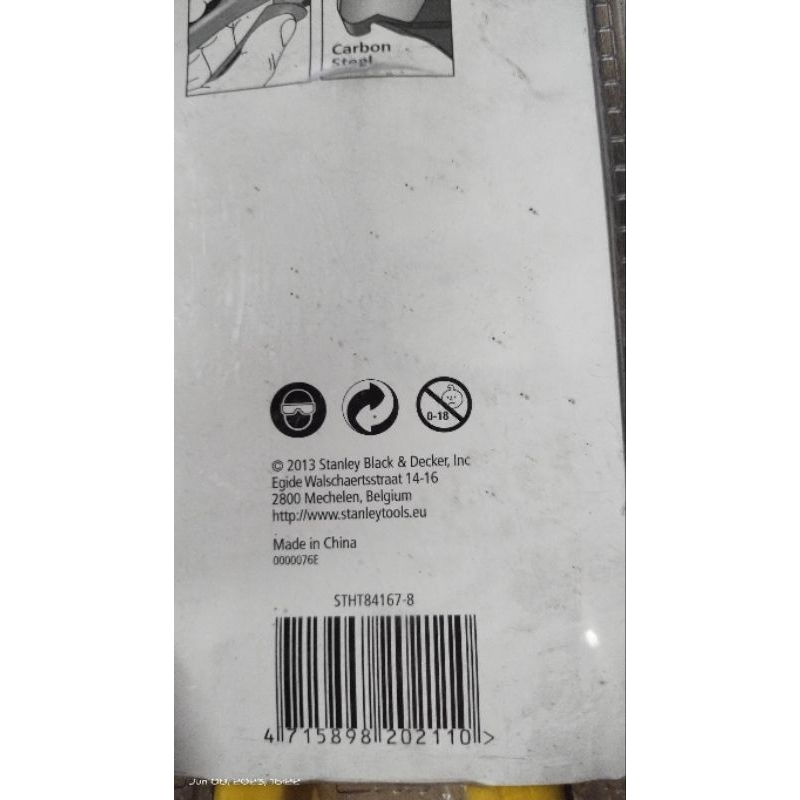 Carbon
Steel
0-18
© 2013 Stanley Black & Decker, Inc
Egide Walschaertsstraat 14-16
2800 Mechelen, Belgium
http://www.stanleytools.eu
Made in China
0000076E
STHT84167-8
4 715898 202110 >